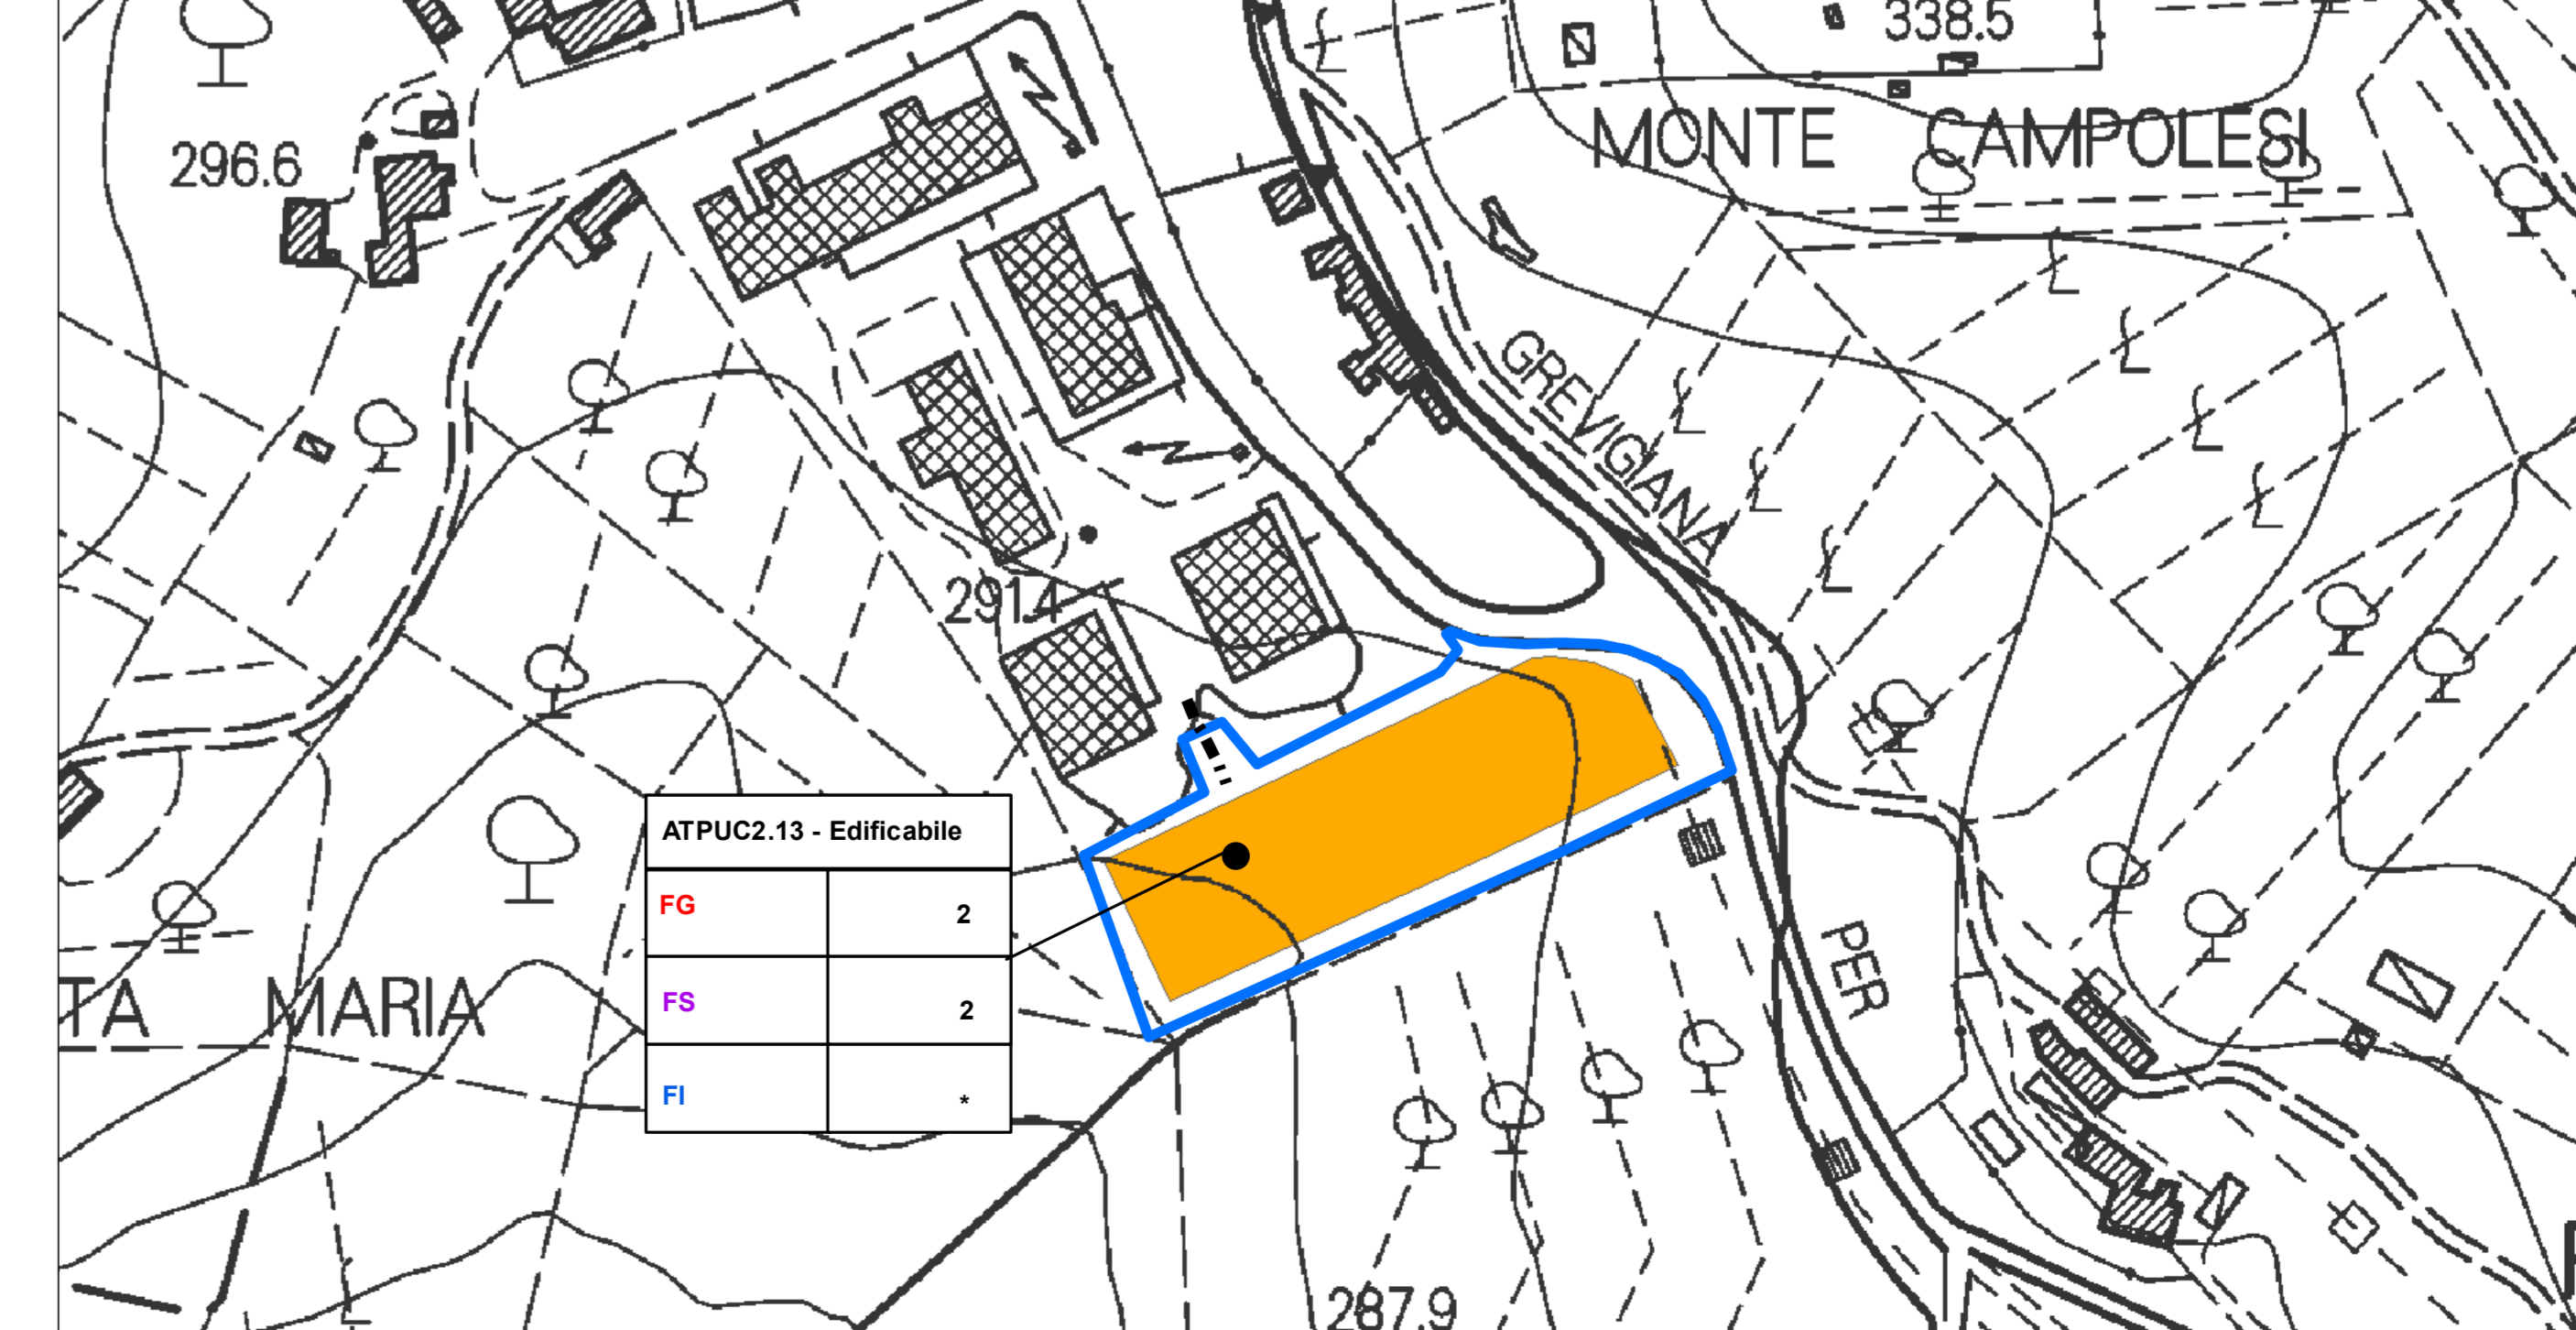 338.5
MONTE CAMPOLESI
296.6
GREVIGIANA
291.4
ATPUC2.13 - Edificabile
FG 2
FS 2
FI *
PER
TA MARIA
287.9